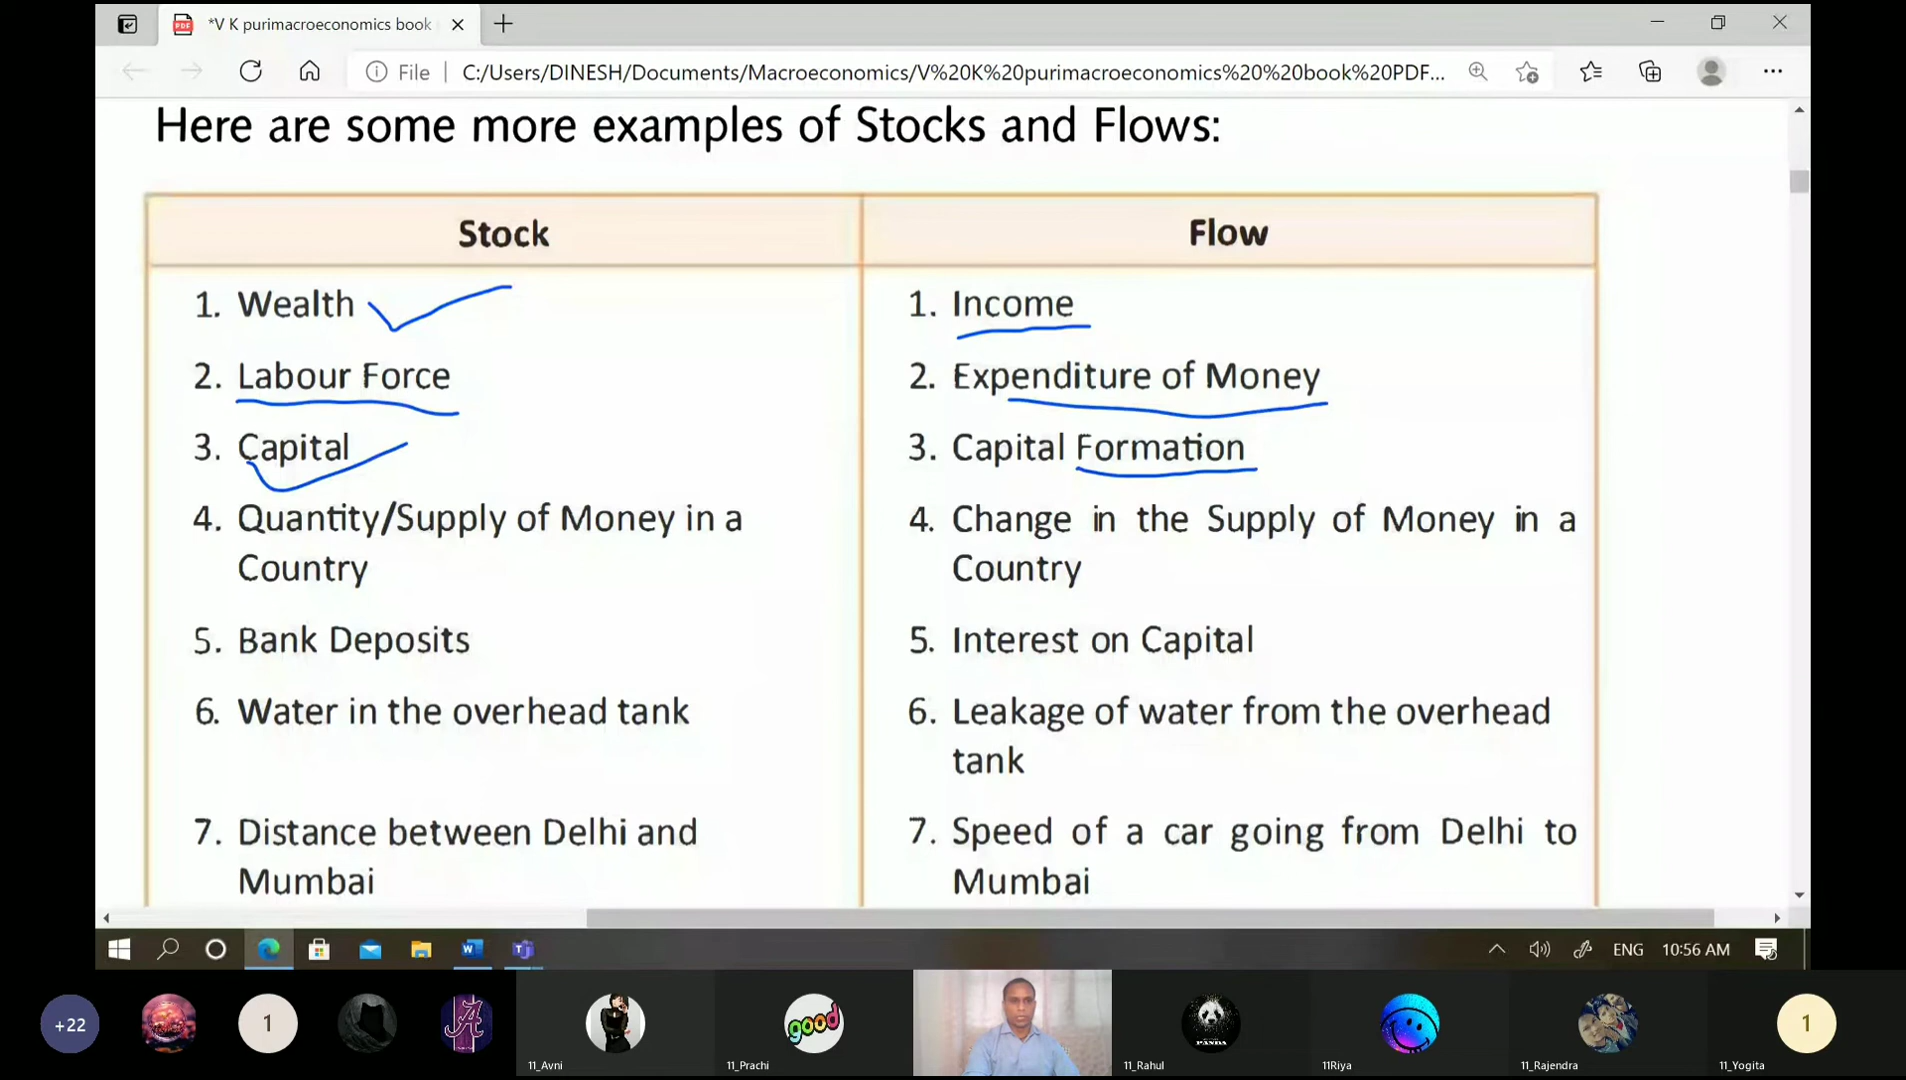 *V K purimacroeconomics book
File
C:/Users/DINESH/Documents/Macroeconomics/V%20K%20purimacroeconomics%20%20book%20PDF...
Here are some more examples of Stocks and Flows:
Stock
Flow
1. Wealth
1. Income
2. Labour Force
2. Expenditure of Money
3. Capital
3. Capital Formation
4. Quantity/Supply of Money in a
Country
4. Change in the Supply of Money in a
Country
5. Bank Deposits
5. Interest on Capital
6. Water in the overhead tank
6. Leakage of water from the overhead
tank
7. Distance between Delhi and
Mumbai
7. Speed of a car going from Delhi to
Mumbai
ENG
10:56 AM
+22
1
A
good
PANDA
1
11_Avni
11_Prachi
11_Rahul
11Riya
11_Rajendra
11_Yogita